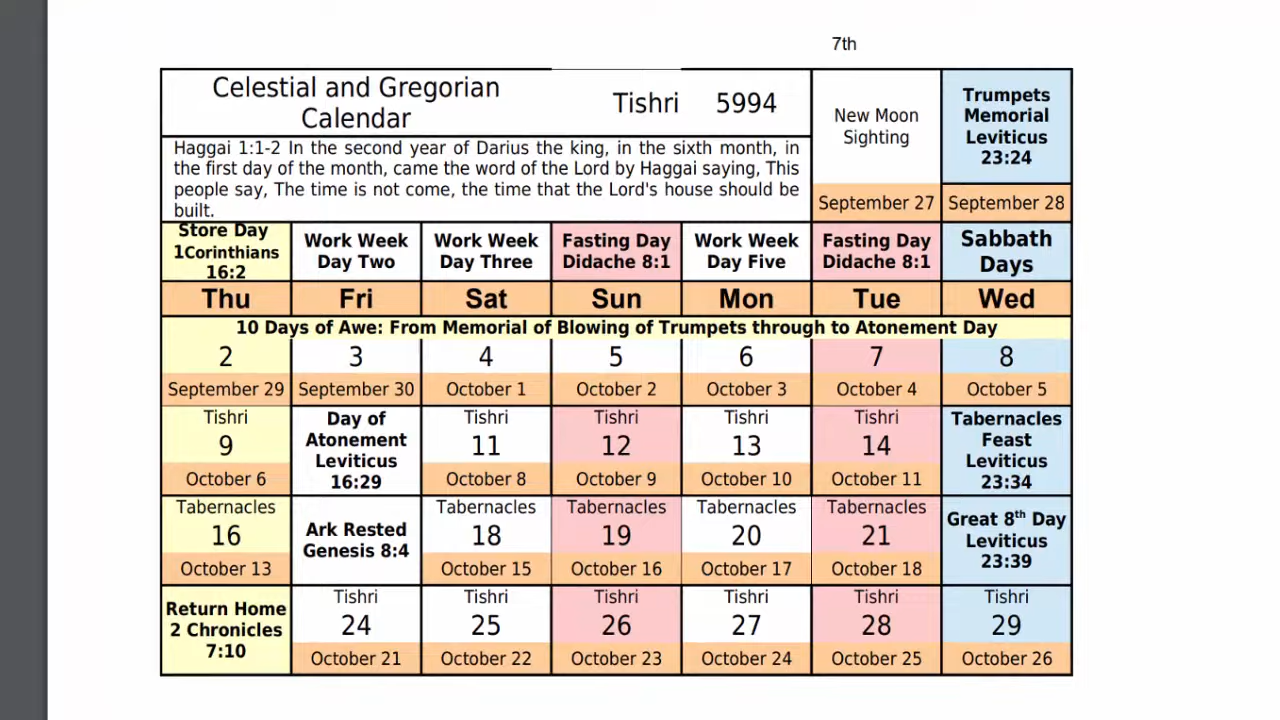 7th
Celestial and Gregorian
Calendar
Tishri 5994
New Moon
Sighting
September 27
Trumpets
Memorial
Leviticus
23:24
September 28
Haggai 1:1-2 In the second year of Darius the king, in the sixth month, in
the first day of the month, came the word of the Lord by Haggai saying, This
people say, The time is not come, the time that the Lord's house should be
built.
Store Day
1Corinthians
16:2
Work Week
Day Two
Work Week
Day Three
Fasting Day
Didache 8:1
Work Week
Day Five
Fasting Day
Didache 8:1
Sabbath
Days
Thu Fri Sat Sun Mon Tue Wed
10 Days of Awe: From Memorial of Blowing of Trumpets through to Atonement Day
2 3 4 5 6 7 8
September 29 September 30 October 1 October 2 October 3 October 4 October 5
Tishri
9
October 6
Day of
Atonement
Leviticus
16:29
Tishri
11
October 8
Tishri
12
October 9
Tishri
13
October 10
Tishri
14
October 11
Tabernacles
Feast
Leviticus
23:34
Tabernacles
16
October 13
Ark Rested
Genesis 8:4
Tabernacles
18
October 15
Tabernacles
19
October 16
Tabernacles
20
October 17
Tabernacles
21
October 18
Great 8th Day
Leviticus
23:39
Return Home
2 Chronicles
7:10
Tishri
24
October 21
Tishri
25
October 22
Tishri
26
October 23
Tishri
27
October 24
Tishri
28
October 25
Tishri
29
October 26